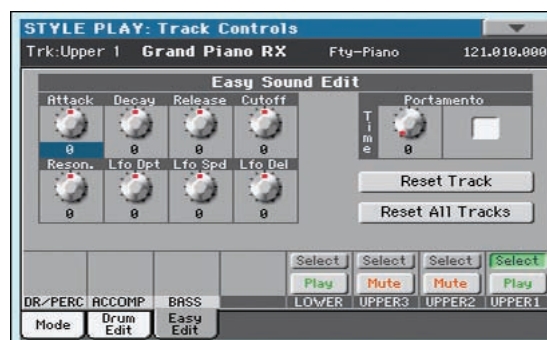 STYLE PLAY: Track Controls
Trk:Upper 1 Grand Piano RX Fty-Piano 121.010.000
Easy Sound Edit
Attack Decay Release Cutoff Portamento
Time
0 0 0 0 0
Reson. Lfo Dpt Lfo Spd Lfo Del
Reset Track
0 0 0 0
Reset All Tracks
Select Select Select Select
Play Mute Mute Play
DR/PERC ACCOMP BASS LOWER UPPER3 UPPER2 UPPER1
Mode Drum Edit Easy Edit